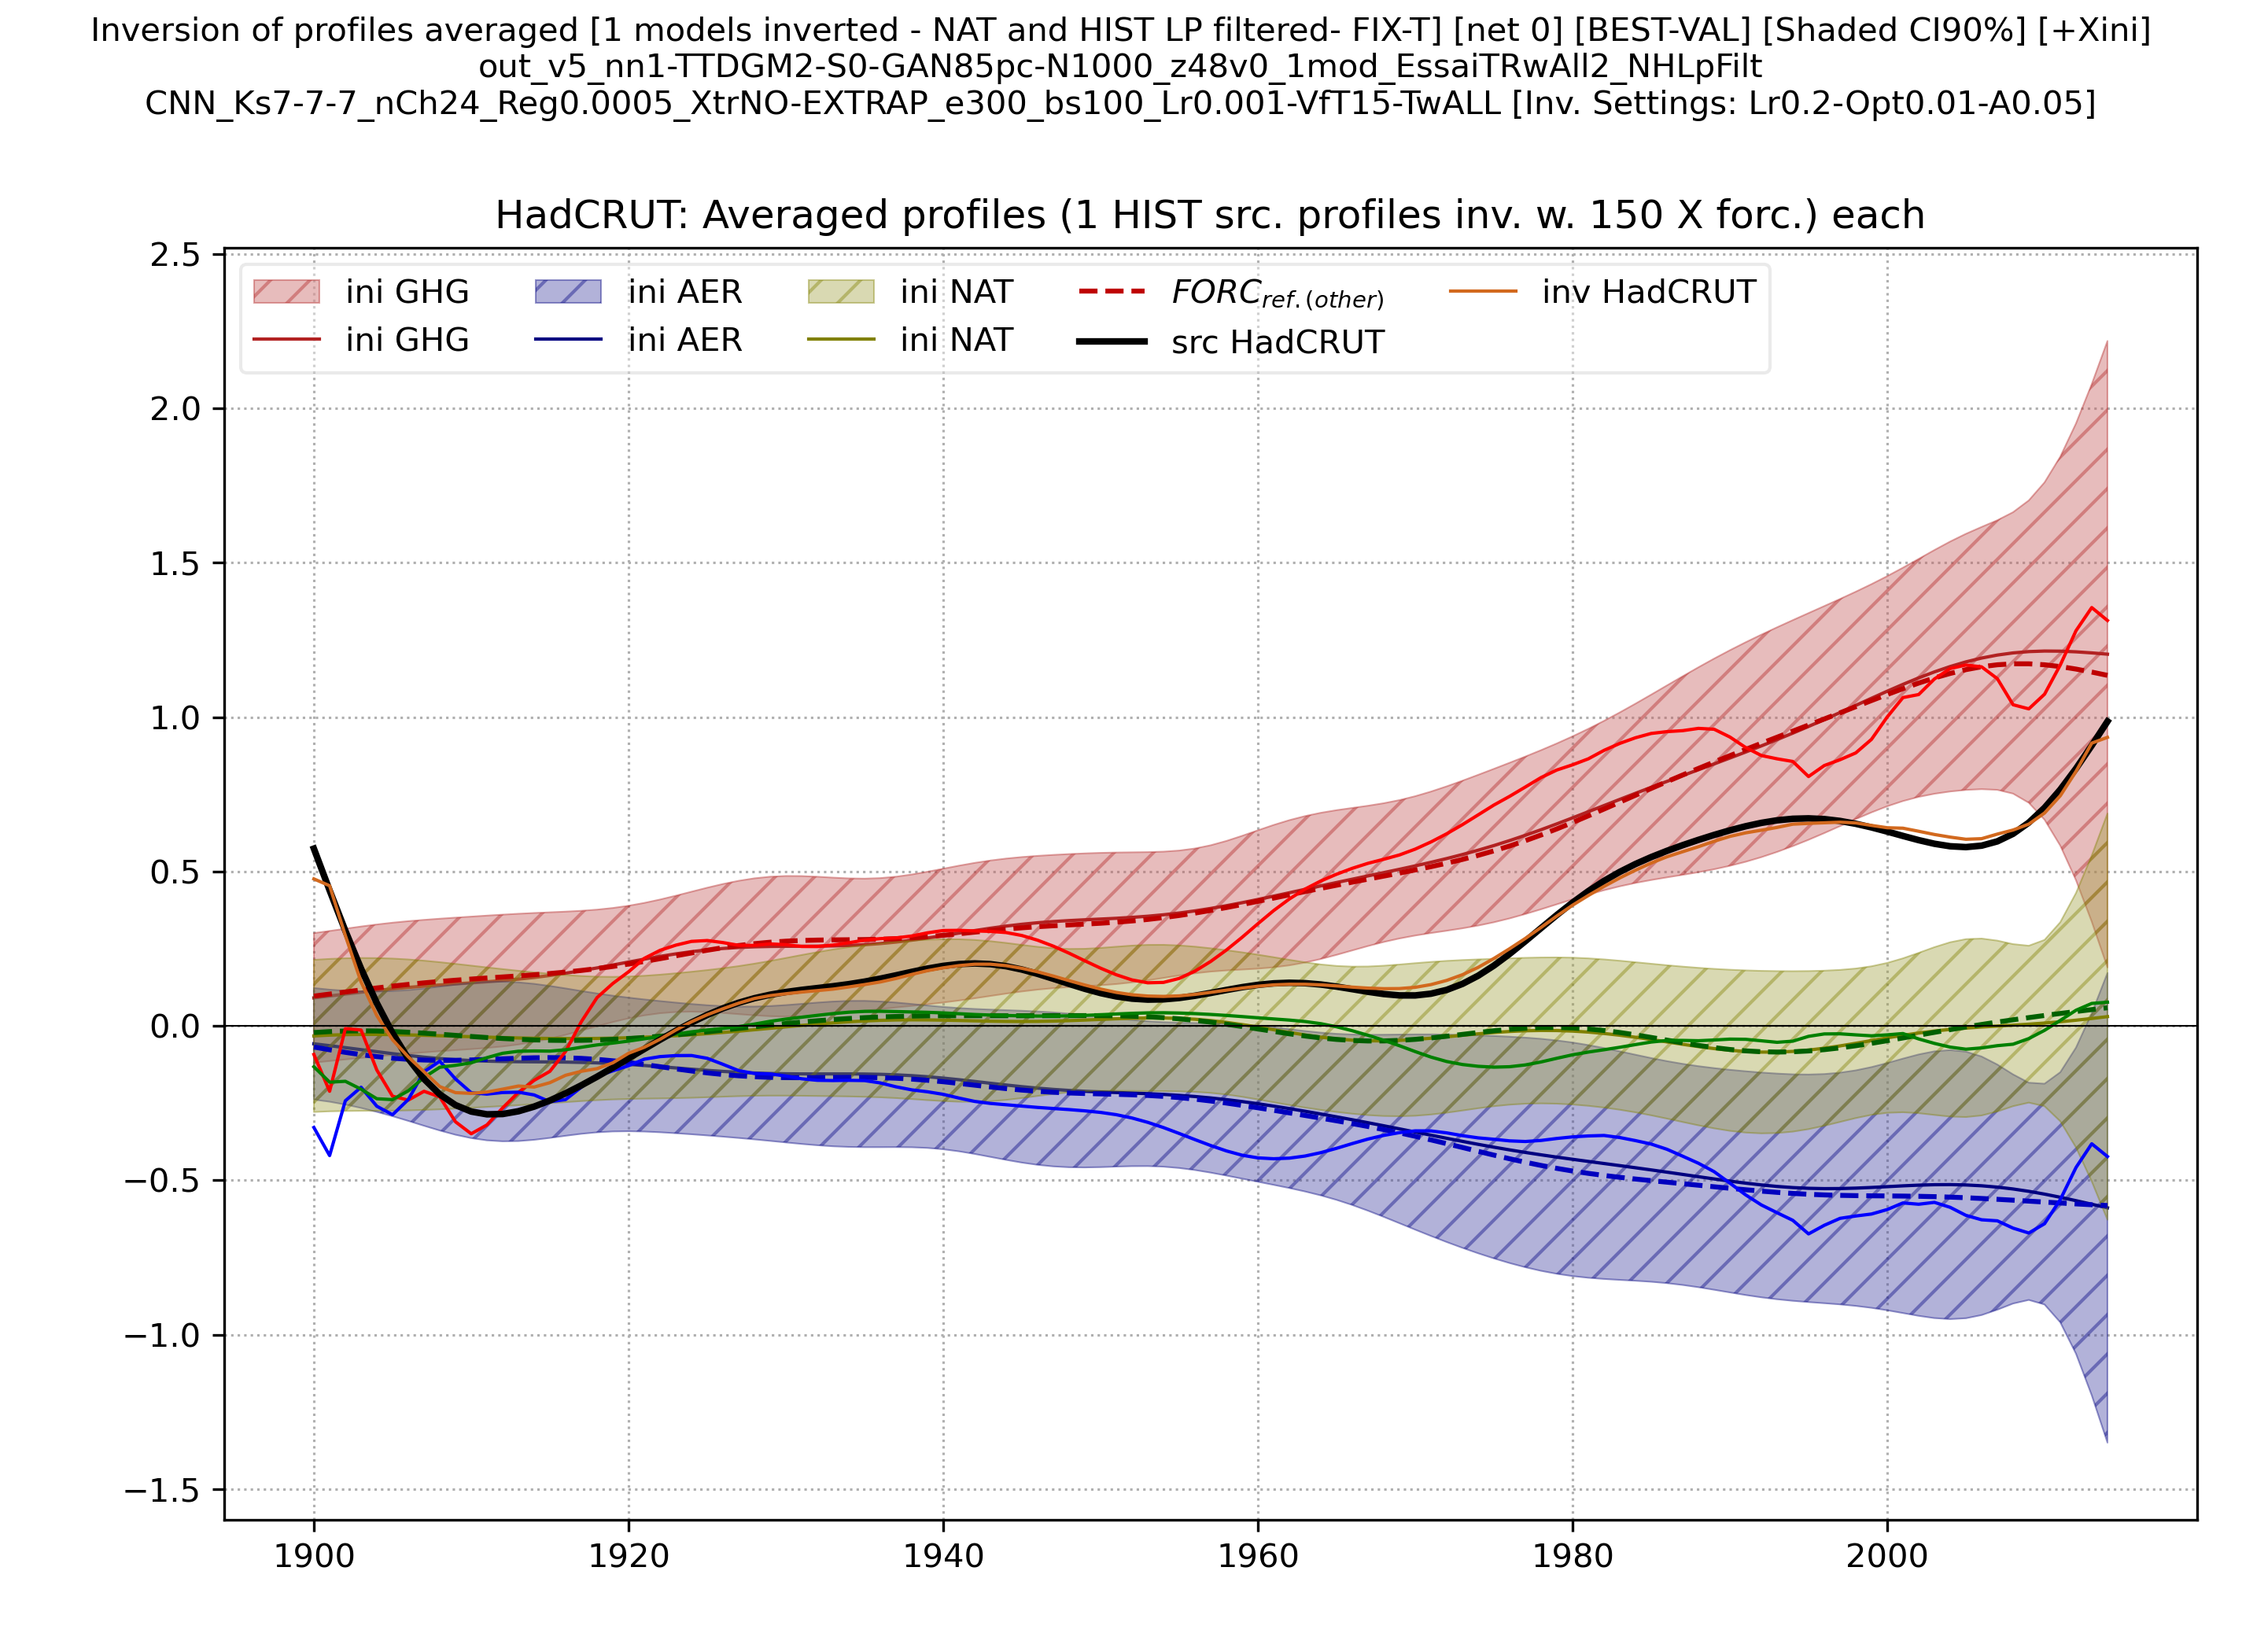 Inversion of profiles averaged [1 models inverted - NAT and HIST LP filtered- FIX-T] [net 0] [BEST-VAL] [Shaded CI90%] [+Xini]
out_v5_nn1-TTDGM2-S0-GAN85pc-N1000_z48v0_1mod_EssaiTRwAll2_NHLpFilt
CNN_Ks7-7-7_nCh24_Reg0.0005_XtrNO-EXTRAP_e300_bs100_Lr0.001-VfT15-TwALL [Inv. Settings: Lr0.2-Opt0.01-A0.05]
HadCRUT: Averaged profiles (1 HIST src. profiles inv. w. 150 X forc.) each
ini GHG ini AER ini NAT FORCref.(other) inv HadCRUT
ini GHG ini AER ini NAT src HadCRUT
2.5
2.0
1.5
1.0
0.5
0.0
−0.5
−1.0
−1.5
1900 1920 1940 1960 1980 2000